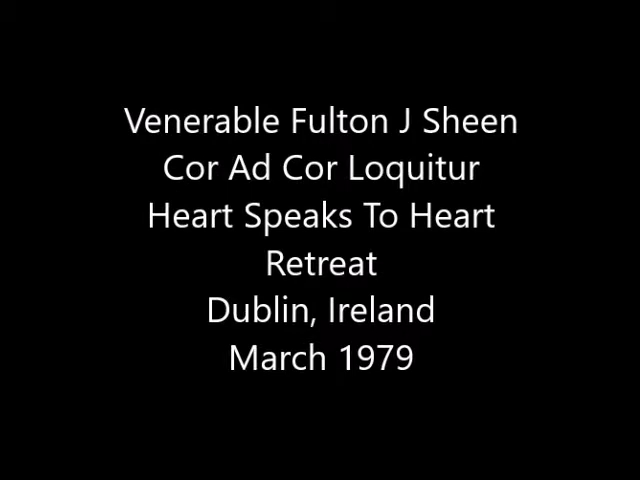 Venerable Fulton J Sheen
Cor Ad Cor Loquitur
Heart Speaks To Heart
Retreat
Dublin, Ireland
March 1979